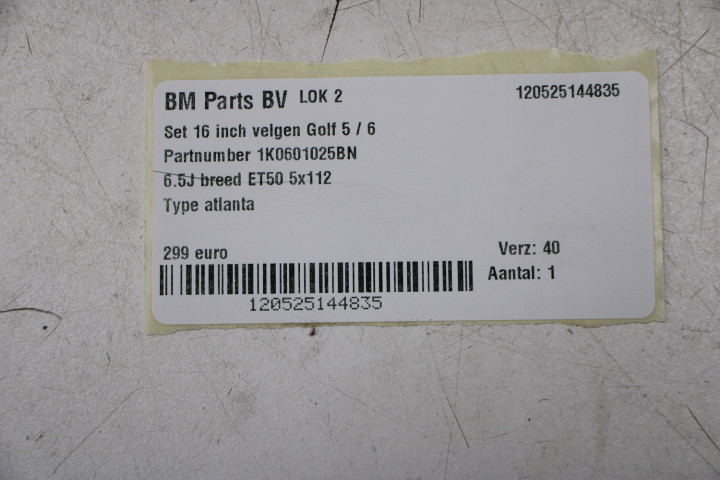 BM Parts BV LOK 2 120525144835
Set 16 inch velgen Golf 5 / 6
Partnumber 1K0601025BN
6.5J breed ET50 5x112
Type atlanta
299 euro Verz: 40
Aantal: 1
120525144835